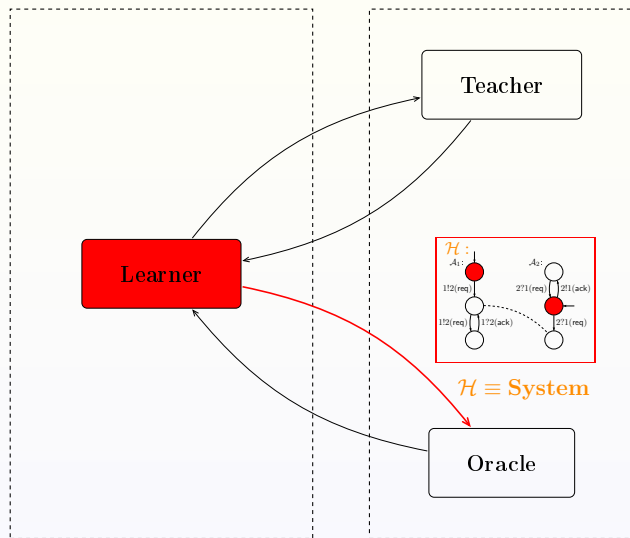 Teacher
Learner
ℋ :
𝒜₁: 𝒜₂:
1!2(req) 2?1(req) 2!1(ack)
1!2(req) 1?2(ack) 2?1(req)
ℋ ≡ System
Oracle